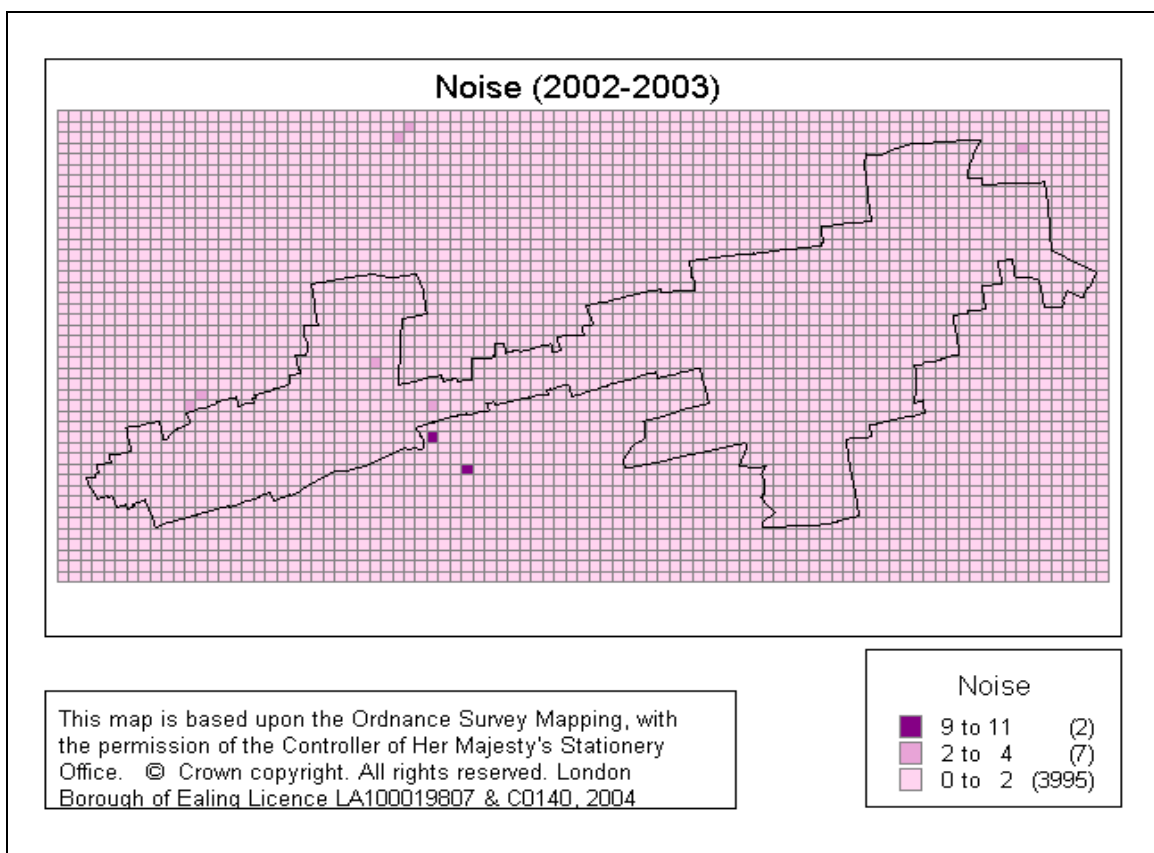 Noise (2002-2003)
This map is based upon the Ordnance Survey Mapping, with
the permission of the Controller of Her Majesty's Stationery
Office. © Crown copyright. All rights reserved. London
Borough of Ealing Licence LA100019807 & C0140, 2004
Noise
9 to 11 (2)
2 to 4 (7)
0 to 2 (3995)